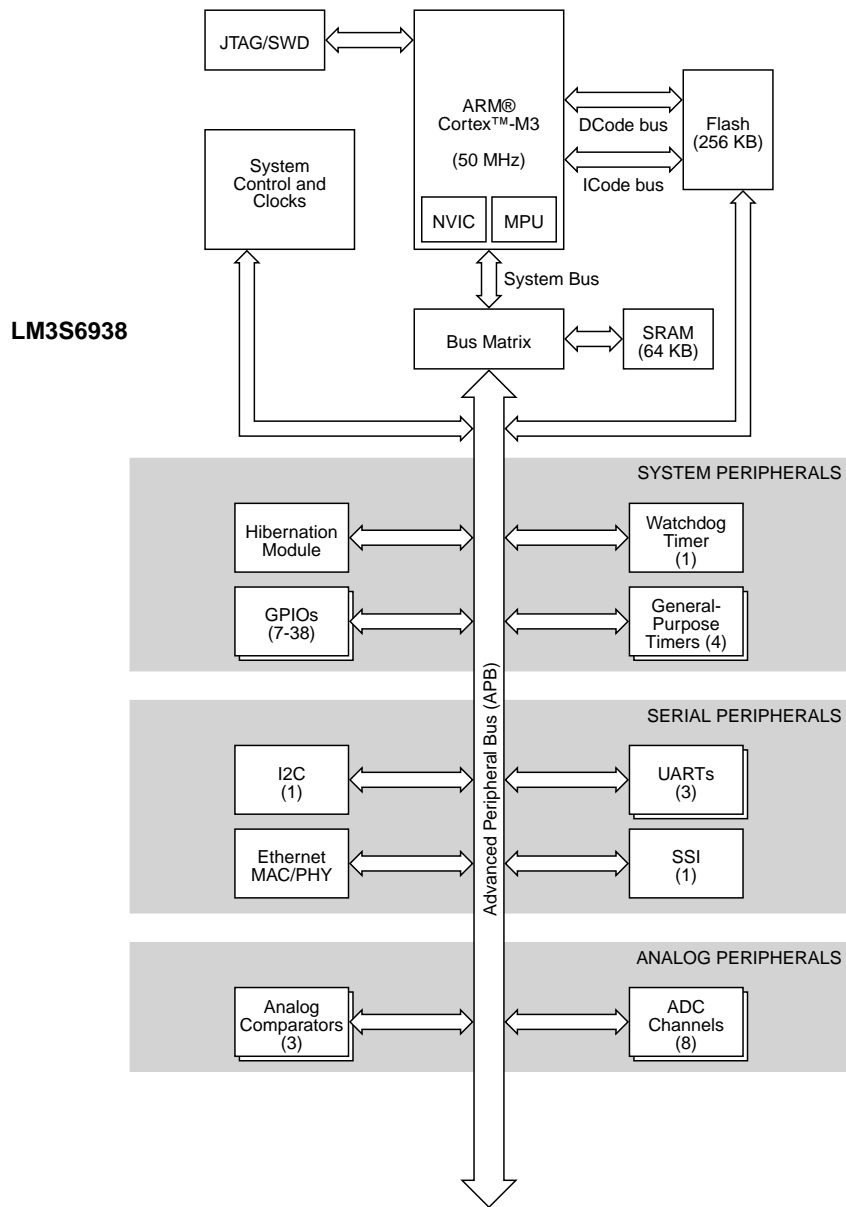 JTAG/SWD
ARM®
Cortex™-M3
(50 MHz)
NVIC
MPU
DCode bus
ICode bus
Flash
(256 KB)
System
Control and
Clocks
System Bus
LM3S6938
Bus Matrix
SRAM
(64 KB)
SYSTEM PERIPHERALS
Hibernation
Module
Watchdog
Timer
(1)
GPIOs
(7-38)
General-
Purpose
Timers (4)
Advanced Peripheral Bus (APB)
SERIAL PERIPHERALS
I2C
(1)
UARTs
(3)
Ethernet
MAC/PHY
SSI
(1)
ANALOG PERIPHERALS
Analog
Comparators
(3)
ADC
Channels
(8)